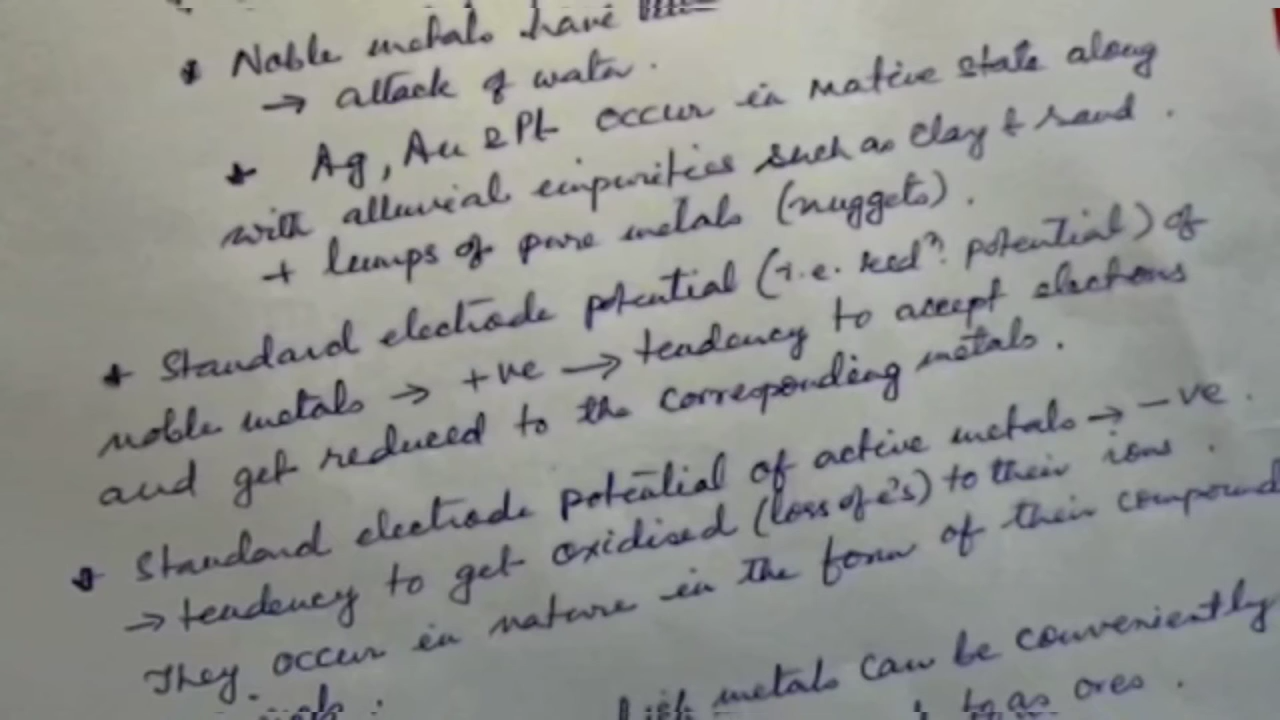 * Noble metals have
→ attack of water.
* Ag, Au & Pt occur in native state along
with alluvial impurities such as clay & sand.
+ lumps of pure metals (nuggets).
* Standard electrode potential (i.e. redⁿ. potential) of
noble metals → +ve → tendency to accept electrons
and get reduced to the corresponding metals.
* Standard electrode potential of active metals → -ve.
→ tendency to get oxidised (loss of e's) to their ions.
They occur in nature in the form of their compound
metals can be conveniently
as ores.